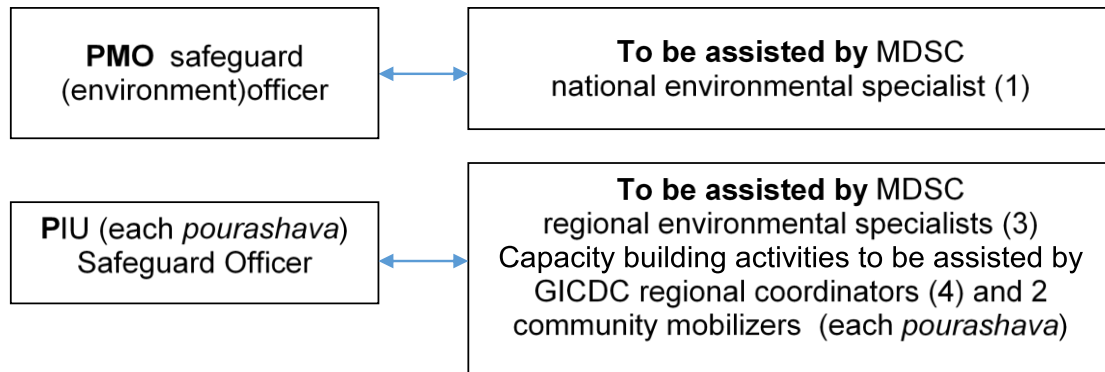 PMO safeguard
(environment)officer
To be assisted by MDSC
national environmental specialist (1)
PIU (each pourashava)
Safeguard Officer
To be assisted by MDSC
regional environmental specialists (3)
Capacity building activities to be assisted by
GICDC regional coordinators (4) and 2
community mobilizers (each pourashava)